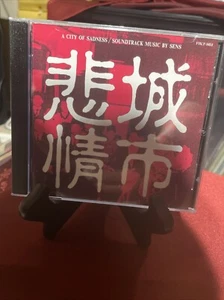 A CITY OF SADNESS / SOUNDTRACK MUSIC BY SENS
悲情
城市